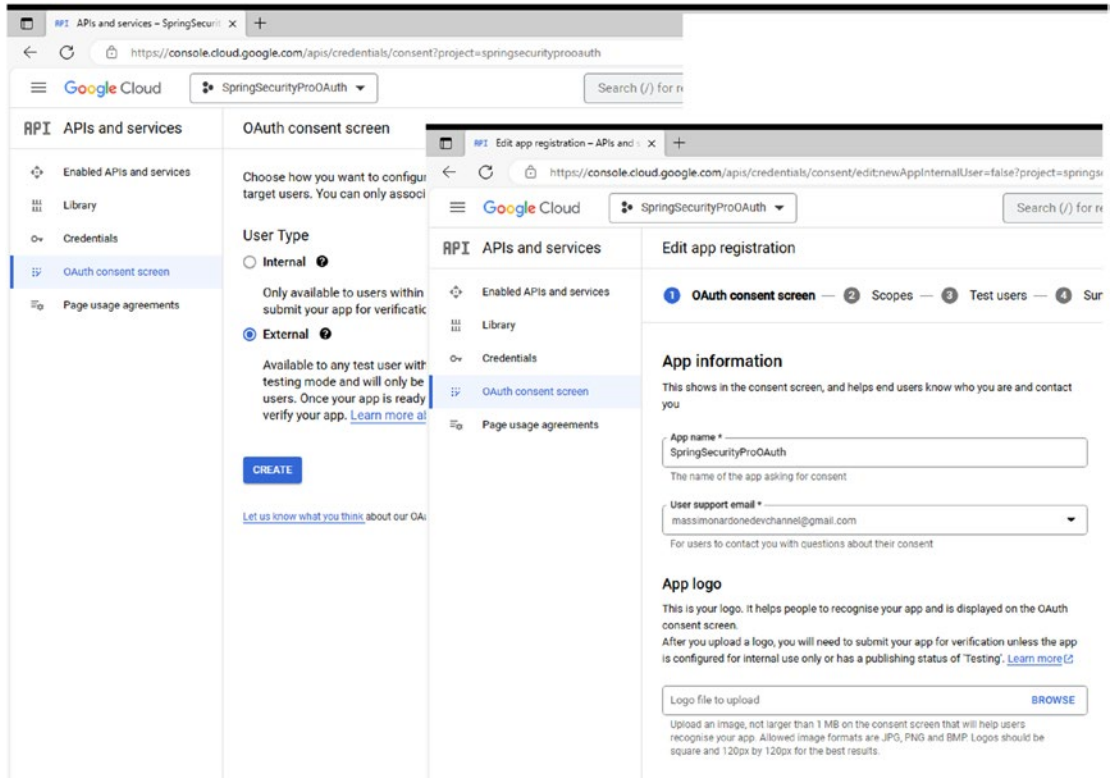 API APIs and services – SpringSecurit × +
https://console.cloud.google.com/apis/credentials/consent?project=springsecurityprooauth
Google Cloud
SpringSecurityProOAuth
Search (/) for
API APIs and services
Enabled APIs and services
Library
Credentials
OAuth consent screen
Page usage agreements
OAuth consent screen
Choose how you want to
target users. You can only
User Type
Internal
Only available to users within
submit your app for
External
Available to any test user with
testing mode and will only be
users. Once your app is ready
verify your app. Learn more
CREATE
Let us know what you think about our
API Edit app registration – APIs and × +
https://console.cloud.google.com/apis/credentials/consent/edit;newAppInternalUser=false?project=
Google Cloud
SpringSecurityProOAuth
Search (/) for
API APIs and services
Enabled APIs and services
Library
Credentials
OAuth consent screen
Page usage agreements
Edit app registration
1 OAuth consent screen — 2 Scopes — 3 Test users — 4
App information
This shows in the consent screen, and helps end users know who you are and contact
you
App name *
SpringSecurityProOAuth
The name of the app asking for consent
User support email *
massimonardonedevchannel@gmail.com
For users to contact you with questions about their consent
App logo
This is your logo. It helps people to recognise your app and is displayed on the OAuth
consent screen.
After you upload a logo, you will need to submit your app for verification unless the app
is configured for internal use only or has a publishing status of 'Testing'. Learn more
Logo file to upload BROWSE
Upload an image, not larger than 1 MB on the consent screen that will help users
recognise your app. Allowed image formats are JPG, PNG and BMP. Logos should be
square and 120px by 120px for the best results.